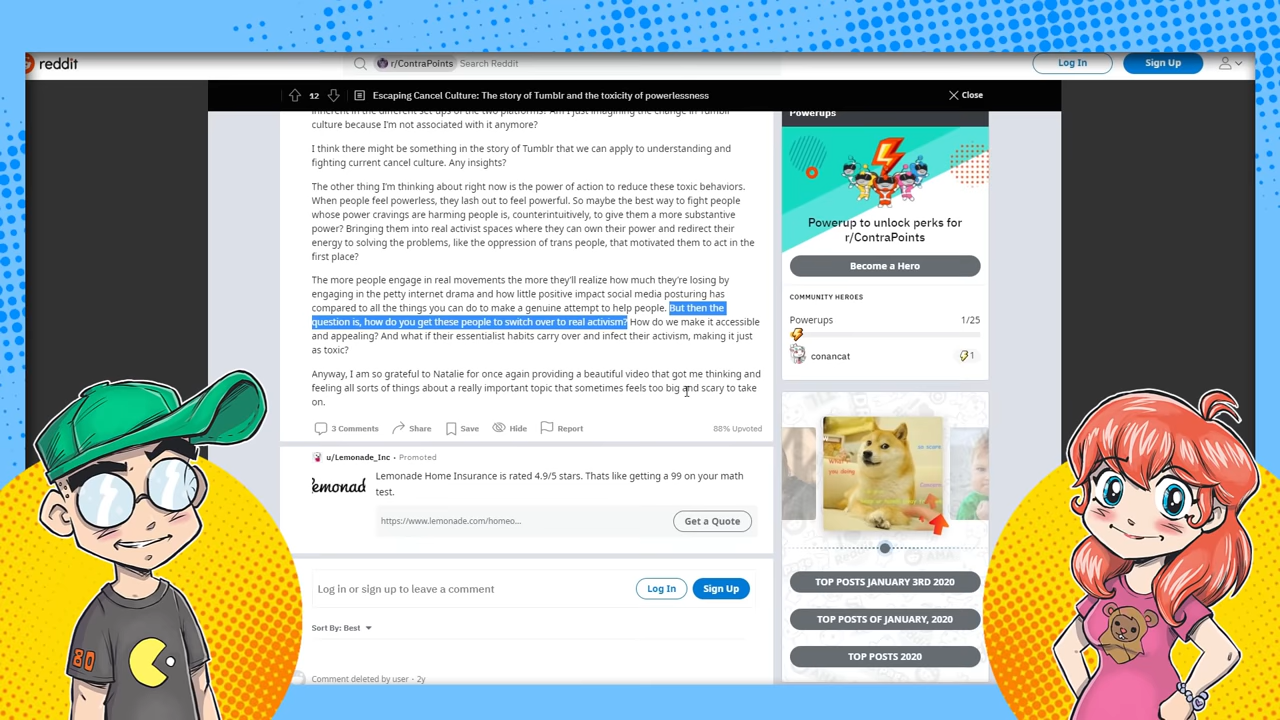 reddit
r/ContraPoints Search Reddit
Log In
Sign Up
12 Escaping Cancel Culture: The story of Tumblr and the toxicity of powerlessness
Close
culture because I'm not associated with it anymore?
I think there might be something in the story of Tumblr that we can apply to understanding and
fighting current cancel culture. Any insights?
The other thing I'm thinking about right now is the power of action to reduce these toxic behaviors.
When people feel powerless, they lash out to feel powerful. So maybe the best way to fight people
whose power cravings are harming people is, counterintuitively, to give them a more substantive
power? Bringing them into real activist spaces where they can own their power and redirect their
energy to solving the problems, like the oppression of trans people, that motivated them to act in the
first place?
The more people engage in real movements the more they'll realize how much they're losing by
engaging in the petty internet drama and how little positive impact social media posturing has
compared to all the things you can do to make a genuine attempt to help people. But then the
question is, how do you get these people to switch over to real activism? How do we make it accessible
and appealing? And what if their essentialist habits carry over and infect their activism, making it just
as toxic?
Anyway, I am so grateful to Natalie for once again providing a beautiful video that got me thinking and
feeling all sorts of things about a really important topic that sometimes feels too big and scary to take
on.
3 Comments Share Save Hide Report
88% Upvoted
u/Lemonade_Inc • Promoted
Lemonade Home Insurance is rated 4.9/5 stars. Thats like getting a 99 on your math
test.
lemonad
https://www.lemonade.com/homeo...
Get a Quote
Log in or sign up to leave a comment
Log In
Sign Up
Sort By: Best
Comment deleted by user • 2y
Powerups
Powerup to unlock perks for
r/ContraPoints
Become a Hero
COMMUNITY HEROES
Powerups 1/25
conancat 1
TOP POSTS JANUARY 3RD 2020
TOP POSTS OF JANUARY, 2020
TOP POSTS 2020
80